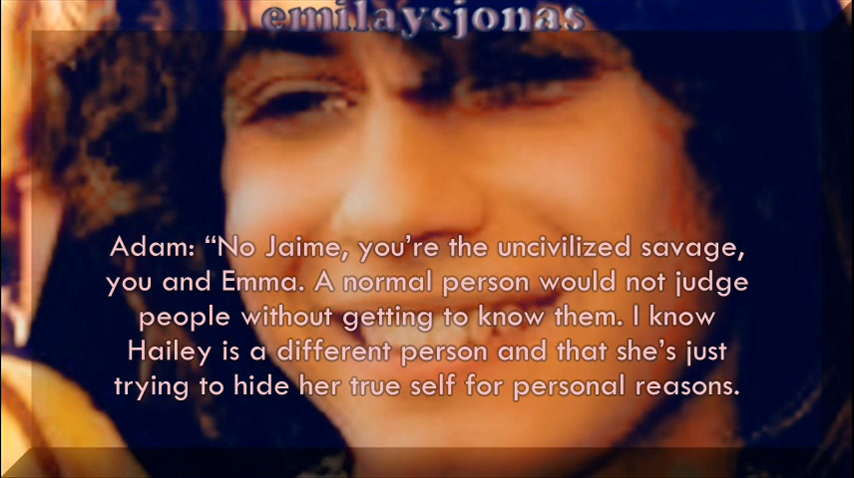 emilaysjonas
Adam: “No Jaime, you’re the uncivilized savage,
you and Emma. A normal person would not judge
people without getting to know them. I know
Hailey is a different person and that she’s just
trying to hide her true self for personal reasons.